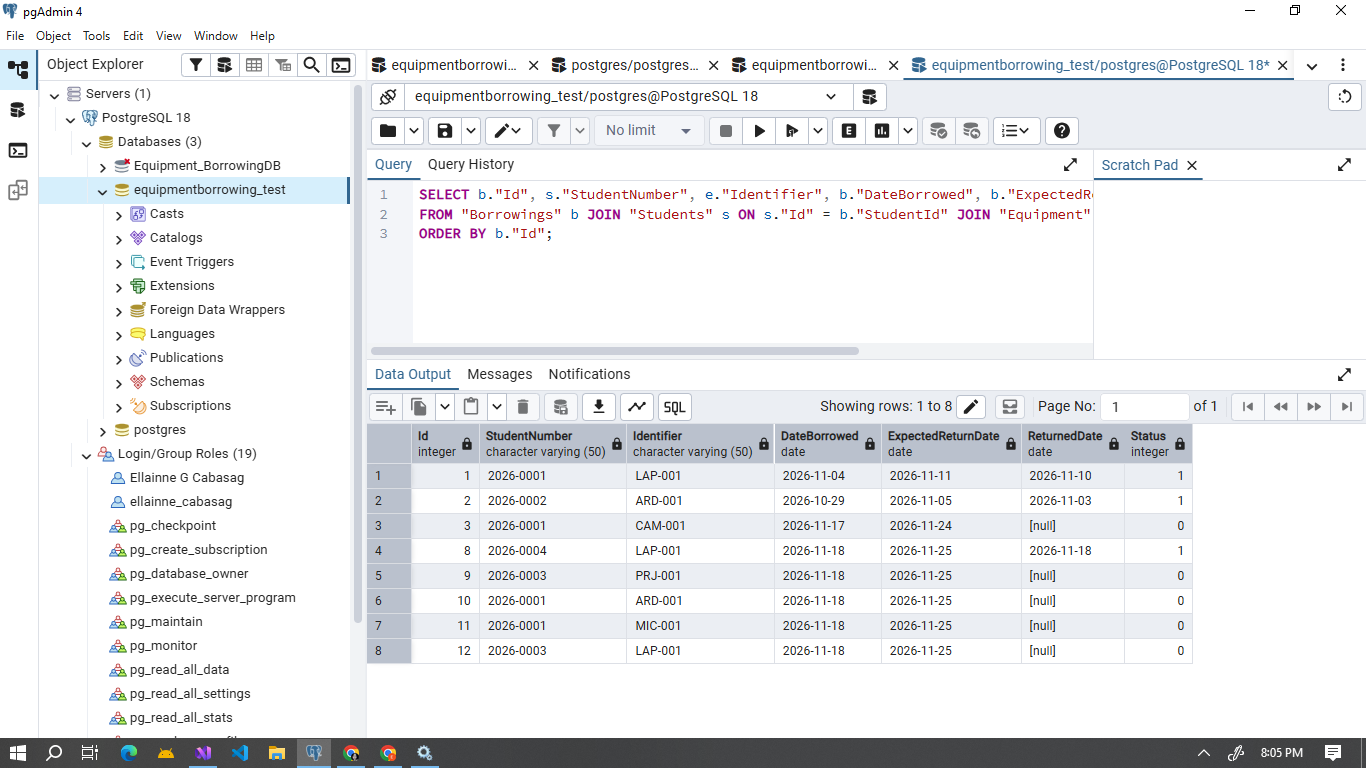 pgAdmin 4
File Object Tools Edit View Window Help
Object Explorer
equipmentborrowi...
postgres/postgres...
equipmentborrowi...
equipmentborrowing_test/postgres@PostgreSQL 18*
Servers (1)
PostgreSQL 18
Databases (3)
Equipment_BorrowingDB
equipmentborrowing_test
Casts
Catalogs
Event Triggers
Extensions
Foreign Data Wrappers
Languages
Publications
Schemas
Subscriptions
postgres
Login/Group Roles (19)
Ellainne G Cabasag
ellainne_cabasag
pg_checkpoint
pg_create_subscription
pg_database_owner
pg_execute_server_program
pg_maintain
pg_monitor
pg_read_all_data
pg_read_all_settings
pg_read_all_stats
equipmentborrowing_test/postgres@PostgreSQL 18
No limit
E
Query Query History
Scratch Pad
1 SELECT b."Id", s."StudentNumber", e."Identifier", b."DateBorrowed", b."ExpectedRe
2 FROM "Borrowings" b JOIN "Students" s ON s."Id" = b."StudentId" JOIN "Equipment"
3 ORDER BY b."Id";
Data Output Messages Notifications
SQL
Showing rows: 1 to 8
Page No: 1 of 1
Id integer StudentNumber character varying (50) Identifier character varying (50) DateBorrowed date ExpectedReturnDate date ReturnedDate date Status integer
1 1 2026-0001 LAP-001 2026-11-04 2026-11-11 2026-11-10 1
2 2 2026-0002 ARD-001 2026-10-29 2026-11-05 2026-11-03 1
3 3 2026-0001 CAM-001 2026-11-17 2026-11-24 [null] 0
4 8 2026-0004 LAP-001 2026-11-18 2026-11-25 2026-11-18 1
5 9 2026-0003 PRJ-001 2026-11-18 2026-11-25 [null] 0
6 10 2026-0001 ARD-001 2026-11-18 2026-11-25 [null] 0
7 11 2026-0001 MIC-001 2026-11-18 2026-11-25 [null] 0
8 12 2026-0003 LAP-001 2026-11-18 2026-11-25 [null] 0
8:05 PM